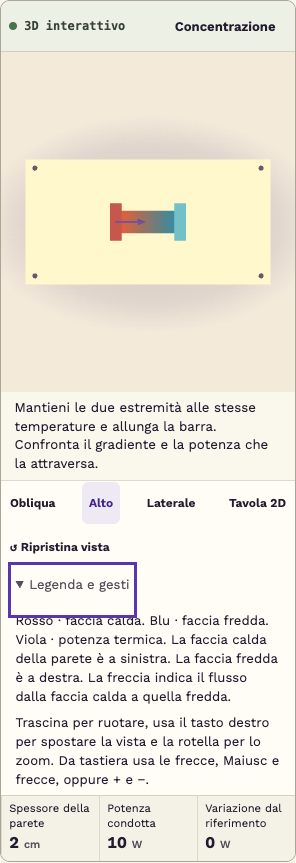 3D interattivo
Concentrazione
Mantieni le due estremità alle stesse
temperature e allunga la barra.
Confronta il gradiente e la potenza che
la attraversa.
Obliqua Alto Laterale Tavola 2D
↺ Ripristina vista
▼ Legenda e gesti
Rosso · faccia calda. Blu · faccia fredda.
Viola · potenza termica. La faccia calda
della parete è a sinistra. La faccia fredda
è a destra. La freccia indica il flusso
dalla faccia calda a quella fredda.
Trascina per ruotare, usa il tasto destro
per spostare la vista e la rotella per lo
zoom. Da tastiera usa le frecce, Maiusc e
frecce, oppure + e −.
Spessore della
parete
2 cm
Potenza
condotta
10 W
Variazione dal
riferimento
0 W